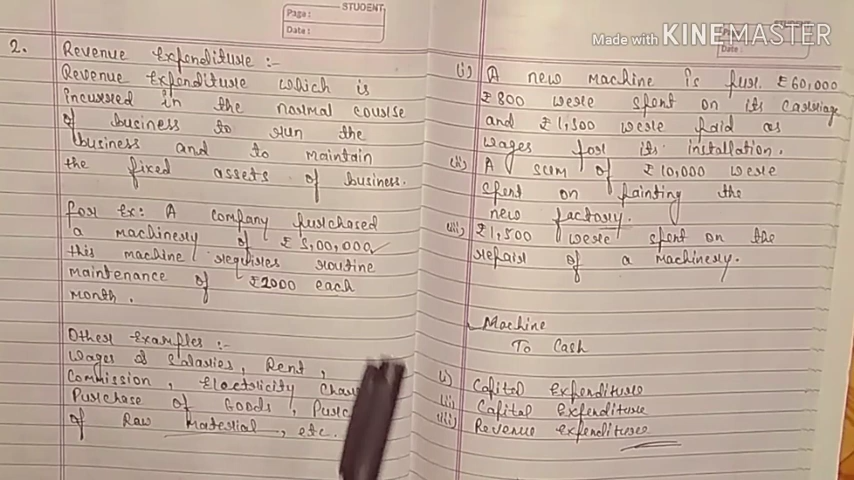 STUDENT
Page :
Date :
2. Revenue Expenditure :-
Revenue Expenditure which is
incurred in the normal course
of business to run the
business and to maintain
the fixed assets of business.
For Ex: A company purchased
a machinery of ₹ 5,00,000
this machine requires routine
maintenance of ₹2000 each
month.
Other Examples :-
Wages & Salaries, Rent,
Commission, Electricity
Purchase of Goods,
of Raw Material, etc.
Made with KINEMASTER
Date :
(i) A new machine is pur. ₹60,000
₹800 were spent on its carriage
and ₹1,300 were paid as
wages for its installation.
(ii) A sum of ₹10,000 were
spent on painting the
new factory.
(iii) ₹1,500 were spent on the
repair of a machinery.
Machine
To Cash
(i) Capital Expenditure
(ii) Capital Expenditure
(iii) Revenue Expenditure